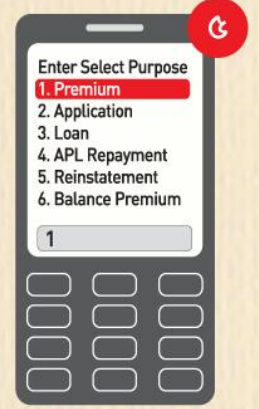 Enter Select Purpose
1. Premium
2. Application
3. Loan
4. APL Repayment
5. Reinstatement
6. Balance Premium
1